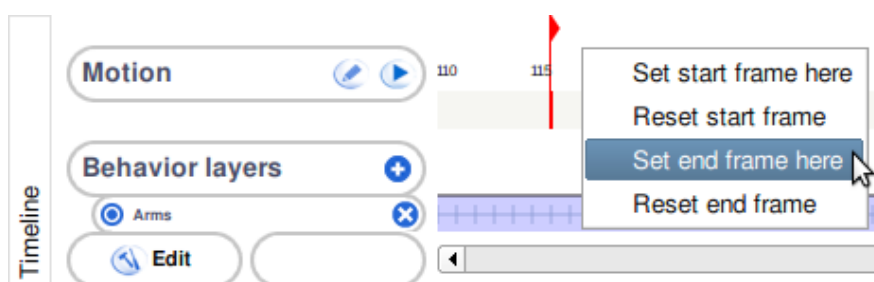 Motion
110
115
Set start frame here
Reset start frame
Set end frame here
Reset end frame
Behavior layers
Arms
Edit
Timeline